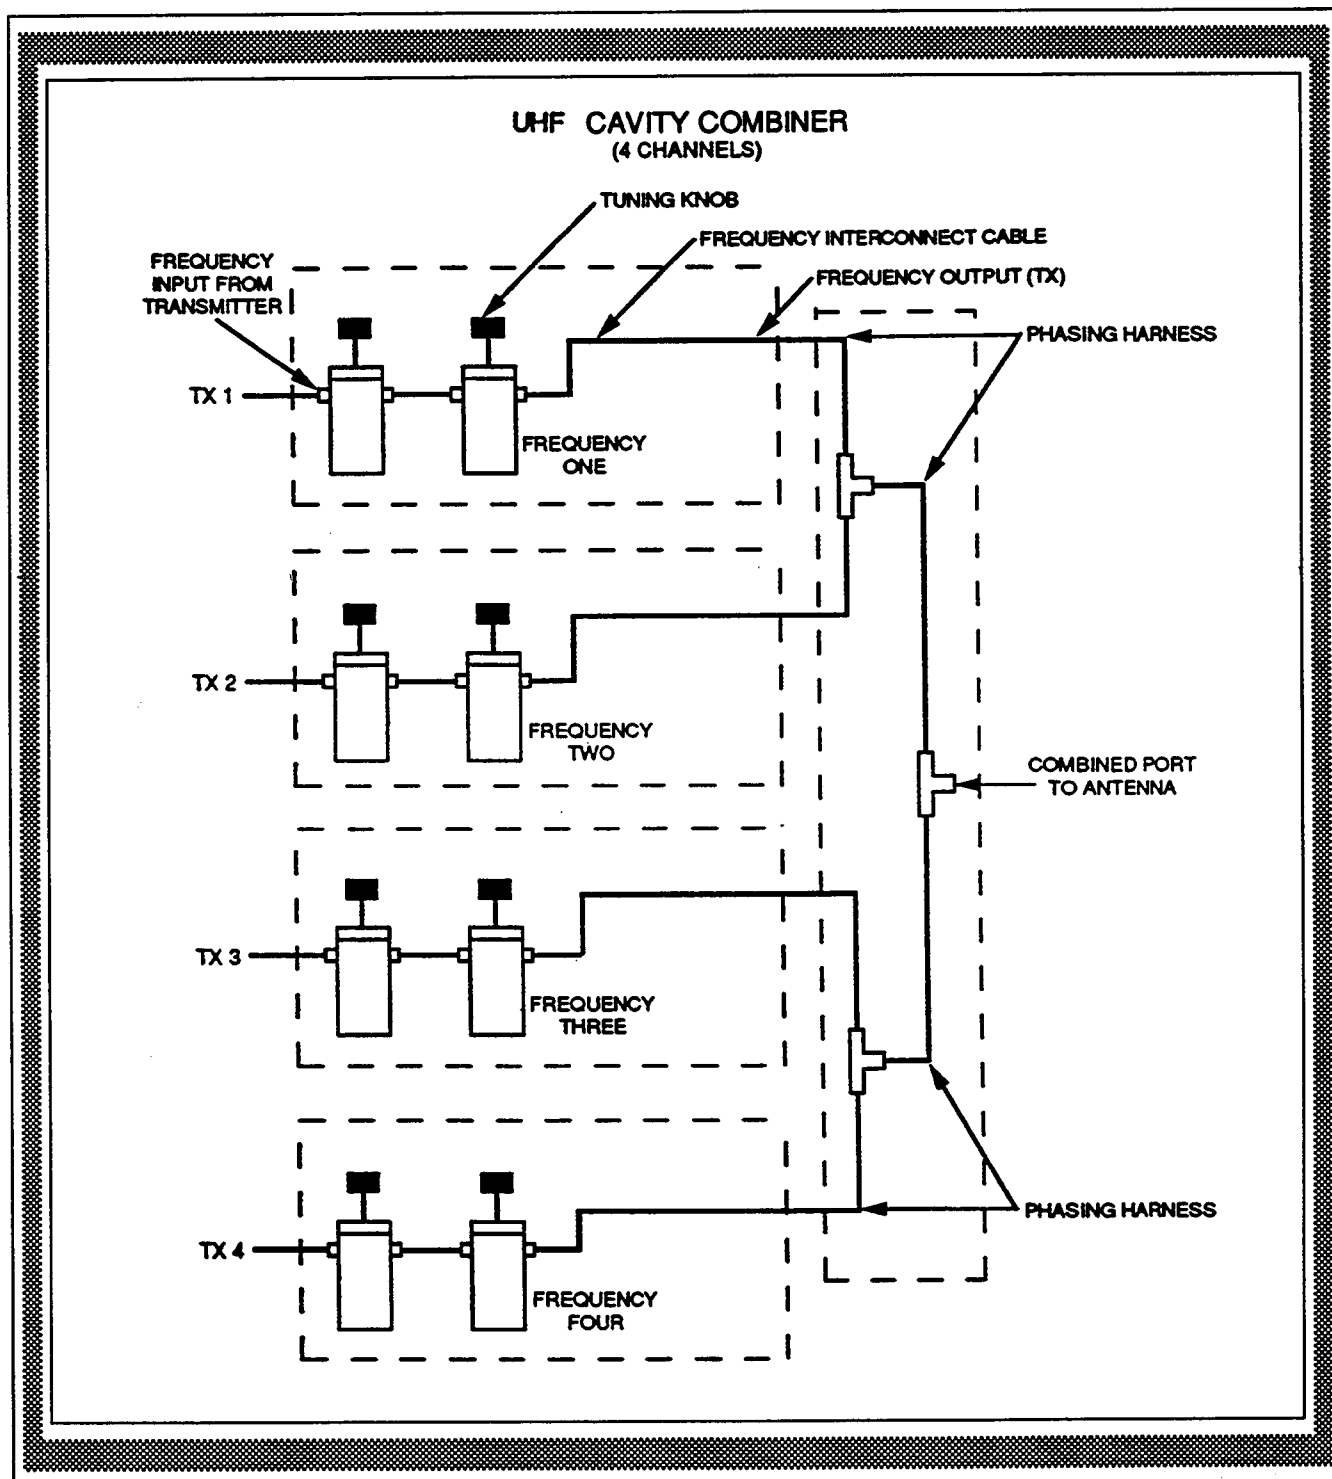 UHF CAVITY COMBINER
(4 CHANNELS)
TUNING KNOB
FREQUENCY INTERCONNECT CABLE
FREQUENCY OUTPUT (TX)
FREQUENCY
INPUT FROM
TRANSMITTER
PHASING HARNESS
TX 1
FREQUENCY
ONE
TX 2
FREQUENCY
TWO
COMBINED PORT
TO ANTENNA
TX 3
FREQUENCY
THREE
PHASING HARNESS
TX 4
FREQUENCY
FOUR